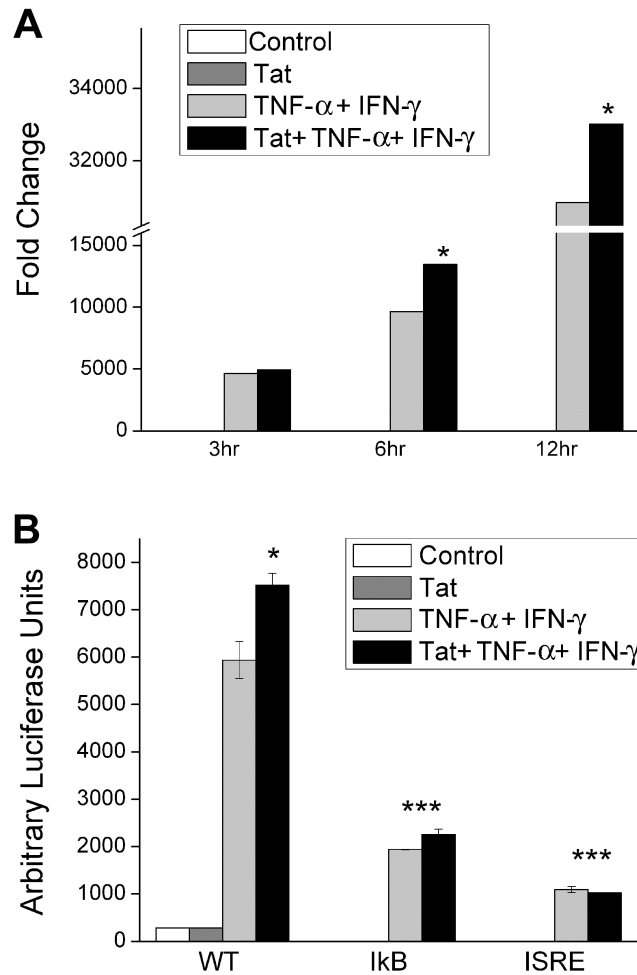 A
Control
Tat
TNF-α+ IFN-γ
Tat+ TNF-α+ IFN-γ
Fold Change
34000
32000
15000
10000
5000
0
*
*
3hr 6hr 12hr
B
Control
Tat
TNF-α+ IFN-γ
Tat+ TNF-α+ IFN-γ
Arbitrary Luciferase Units
8000
7000
6000
5000
4000
3000
2000
1000
0
*
***
***
WT IkB ISRE